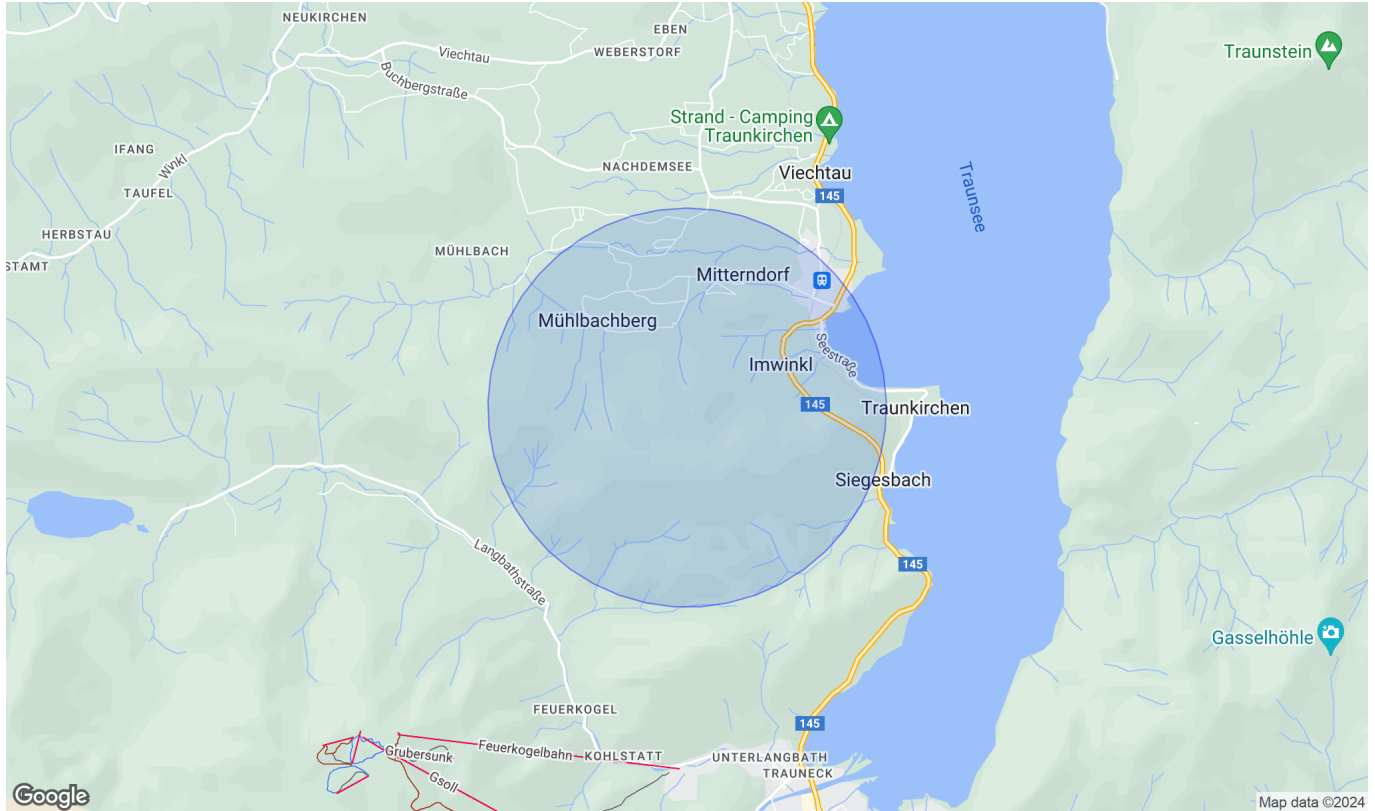 NEUKIRCHEN
EBEN
WEBERSTORF
Viechtau
Buchbergstraße
Traunstein
Strand - Camping
Traunkirchen
IFANG
Winkl
TAUFEL
NACHDEMSEE
Viechtau
145
Traunsee
HERBSTAU
STAMT
MÜHLBACH
Mitterndorf
Mühlbachberg
Seestraße
Imwinkl
145
Traunkirchen
Siegesbach
Langbathstraße
145
Gasselhöhle
FEUERKOGEL
145
Grubersunk
Feuerkogelbahn
KOHLSTATT
UNTERLANGBATH
TRAUNECK
Gsoll
Google
Map data ©2024